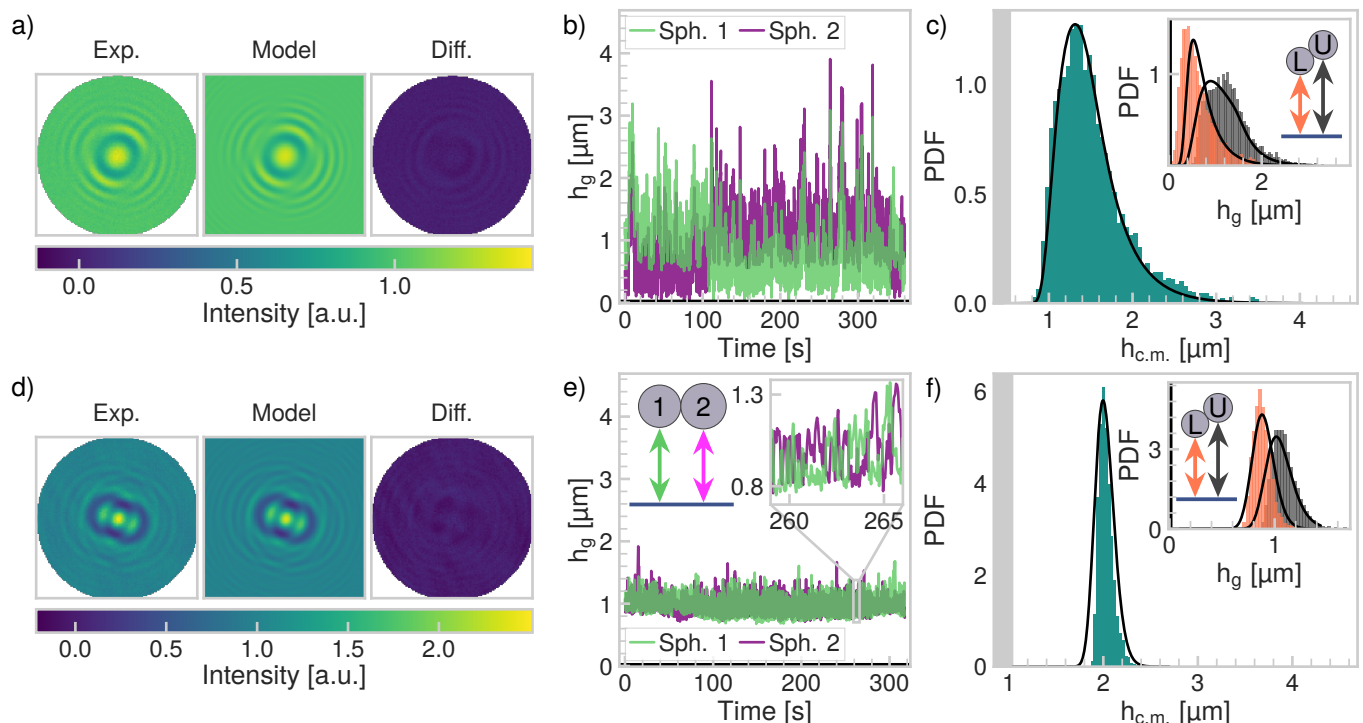 a)
Exp. Model Diff.
0.0 0.5 1.0
Intensity [a.u.]
b)
Sph. 1 Sph. 2
4
3
2
1
0
h_g [μm]
0 100 200 300
Time [s]
c)
1.0
0.5
0.0
PDF
1 2 3 4
h_c.m. [μm]
1
PDF
L U
0 2
h_g [μm]
d)
Exp. Model Diff.
0.0 0.5 1.0 1.5 2.0
Intensity [a.u.]
e)
4
3
2
1
0
h_g [μm]
1 2
1.3
0.8
260 265
Sph. 1 Sph. 2
0 100 200 300
Time [s]
f)
6
5
4
3
2
0
PDF
1 2 3 4
h_c.m. [μm]
3
0
PDF
L U
0 1
h_g [μm]